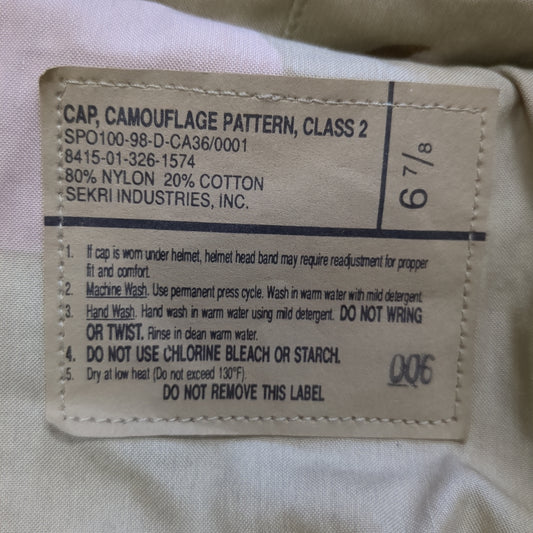 CAP, CAMOUFLAGE PATTERN, CLASS 2
SPO100-98-D-CA36/0001
8415-01-326-1574
80% NYLON 20% COTTON
SEKRI INDUSTRIES, INC.
6 7/8
1. If cap is worn under helmet, helmet head band may require readjustment for propper
fit and comfort.
2. Machine Wash. Use permanent press cycle. Wash in warm water with mild detergent.
3. Hand Wash. Hand wash in warm water using mild detergent. DO NOT WRING
OR TWIST. Rinse in clean warm water.
4. DO NOT USE CHLORINE BLEACH OR STARCH.
5. Dry at low heat (Do not exceed 130°F).
DO NOT REMOVE THIS LABEL
006